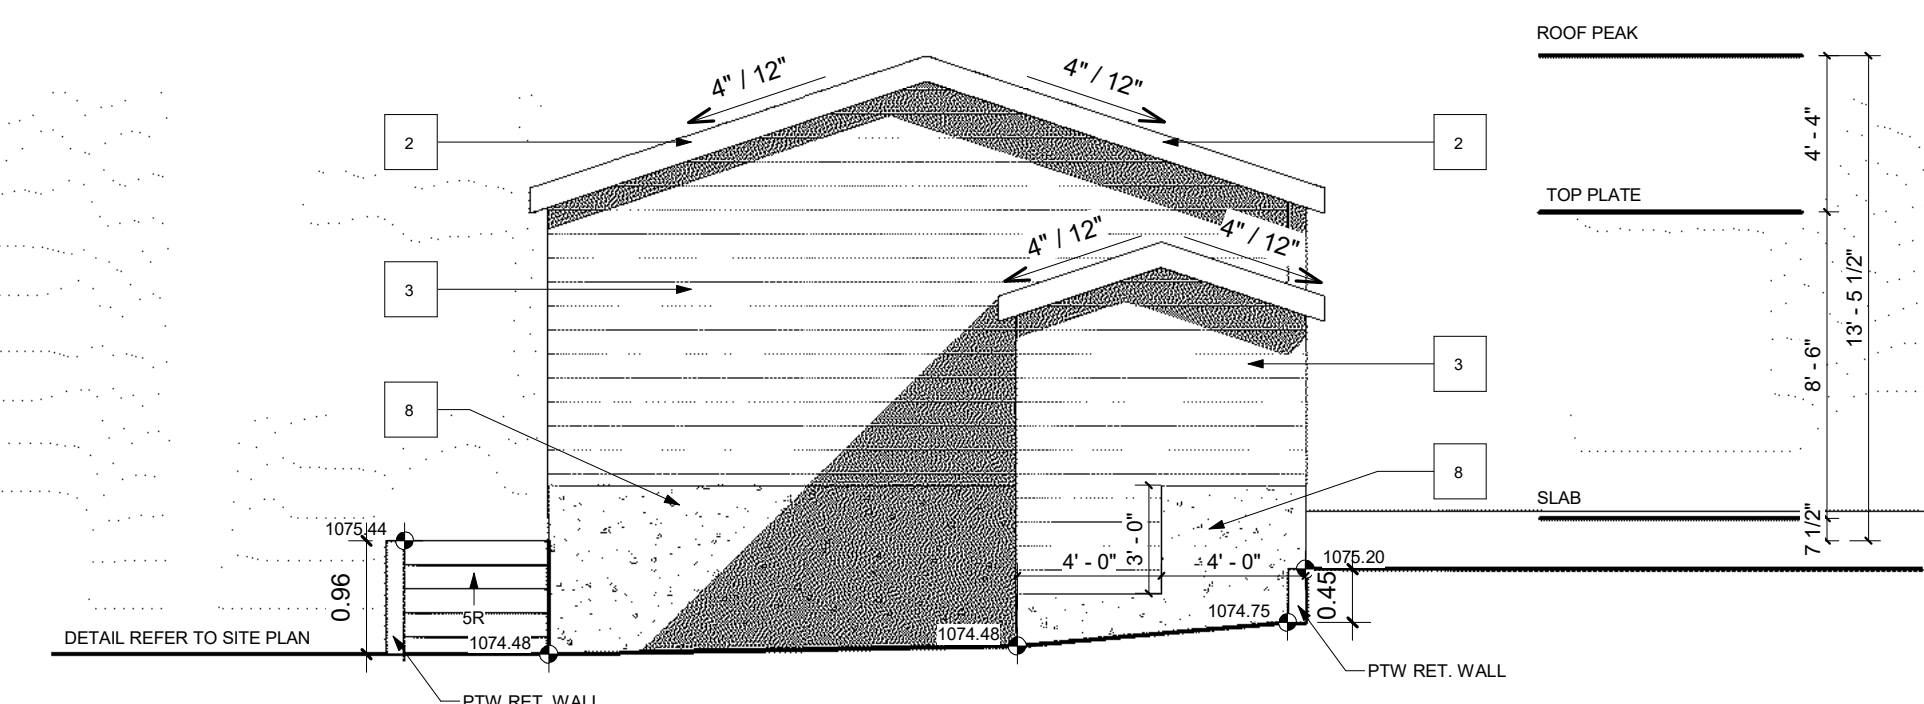 ROOF PEAK
4" / 12"
4" / 12"
2
2
4' - 4"
TOP PLATE
4" / 12"
4" / 12"
3
13' - 5 1/2"
3
8' - 6"
8
8
SLAB
7 1/2"
1075.44
3' - 0"
4' - 0"
4' - 0"
1075.20
0.96
0.45
5R
1074.75
DETAIL REFER TO SITE PLAN
1074.48
1074.48
PTW RET. WALL
PTW RET. WALL